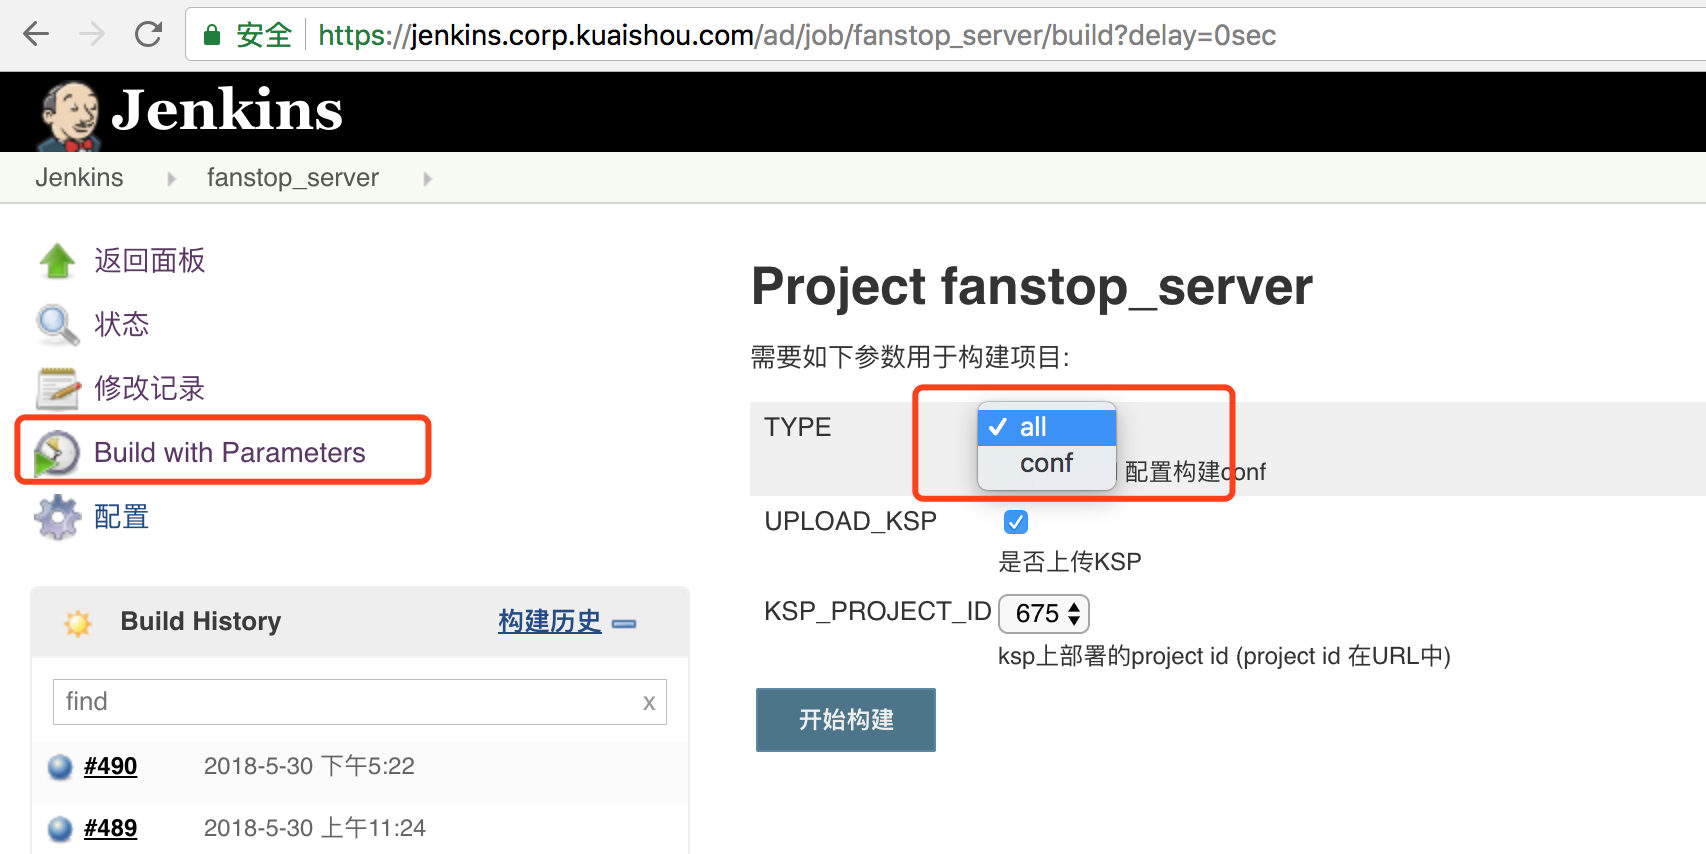 安全 https://jenkins.corp.kuaishou.com/ad/job/fanstop_server/build?delay=0sec
Jenkins
Jenkins fanstop_server
返回面板
状态
修改记录
Build with Parameters
配置
Build History 构建历史
find x
#490 2018-5-30 下午5:22
#489 2018-5-30 上午11:24
Project fanstop_server
需要如下参数用于构建项目:
TYPE all
conf
配置构建conf
UPLOAD_KSP
是否上传KSP
KSP_PROJECT_ID 675
ksp上部署的project id (project id 在URL中)
开始构建